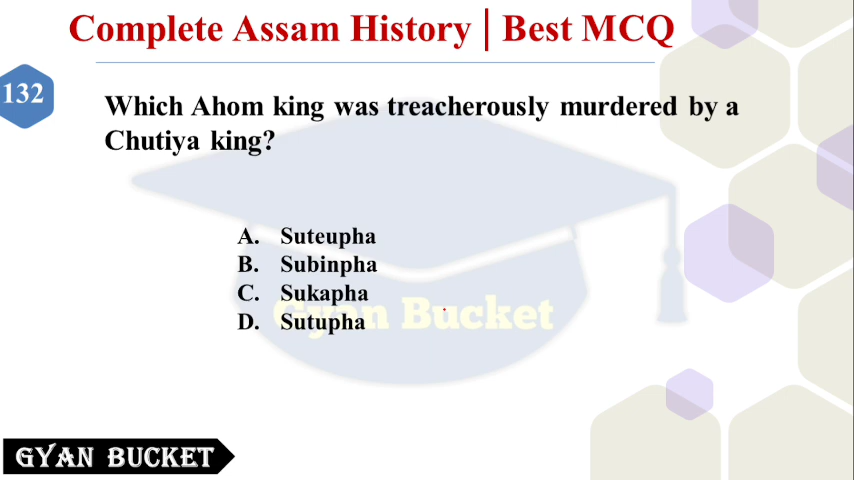 Complete Assam History | Best MCQ
132
Which Ahom king was treacherously murdered by a
Chutiya king?
A. Suteupha
B. Subinpha
C. Sukapha
D. Sutupha
Gyan Bucket
GYAN BUCKET